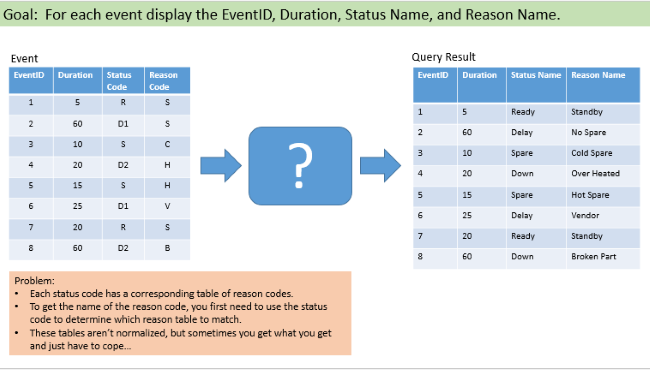 Goal: For each event display the EventID, Duration, Status Name, and Reason Name.
Event
EventID Duration Status Code Reason Code
1 5 R S
2 60 D1 S
3 10 S C
4 20 D2 H
5 15 S H
6 25 D1 V
7 20 R S
8 60 D2 B
?
Query Result
EventID Duration Status Name Reason Name
1 5 Ready Standby
2 60 Delay No Spare
3 10 Spare Cold Spare
4 20 Down Over Heated
5 15 Spare Hot Spare
6 25 Delay Vendor
7 20 Ready Standby
8 60 Down Broken Part
Problem:
• Each status code has a corresponding table of reason codes.
• To get the name of the reason code, you first need to use the status
code to determine which reason table to match.
• These tables aren't normalized, but sometimes you get what you get
and just have to cope...